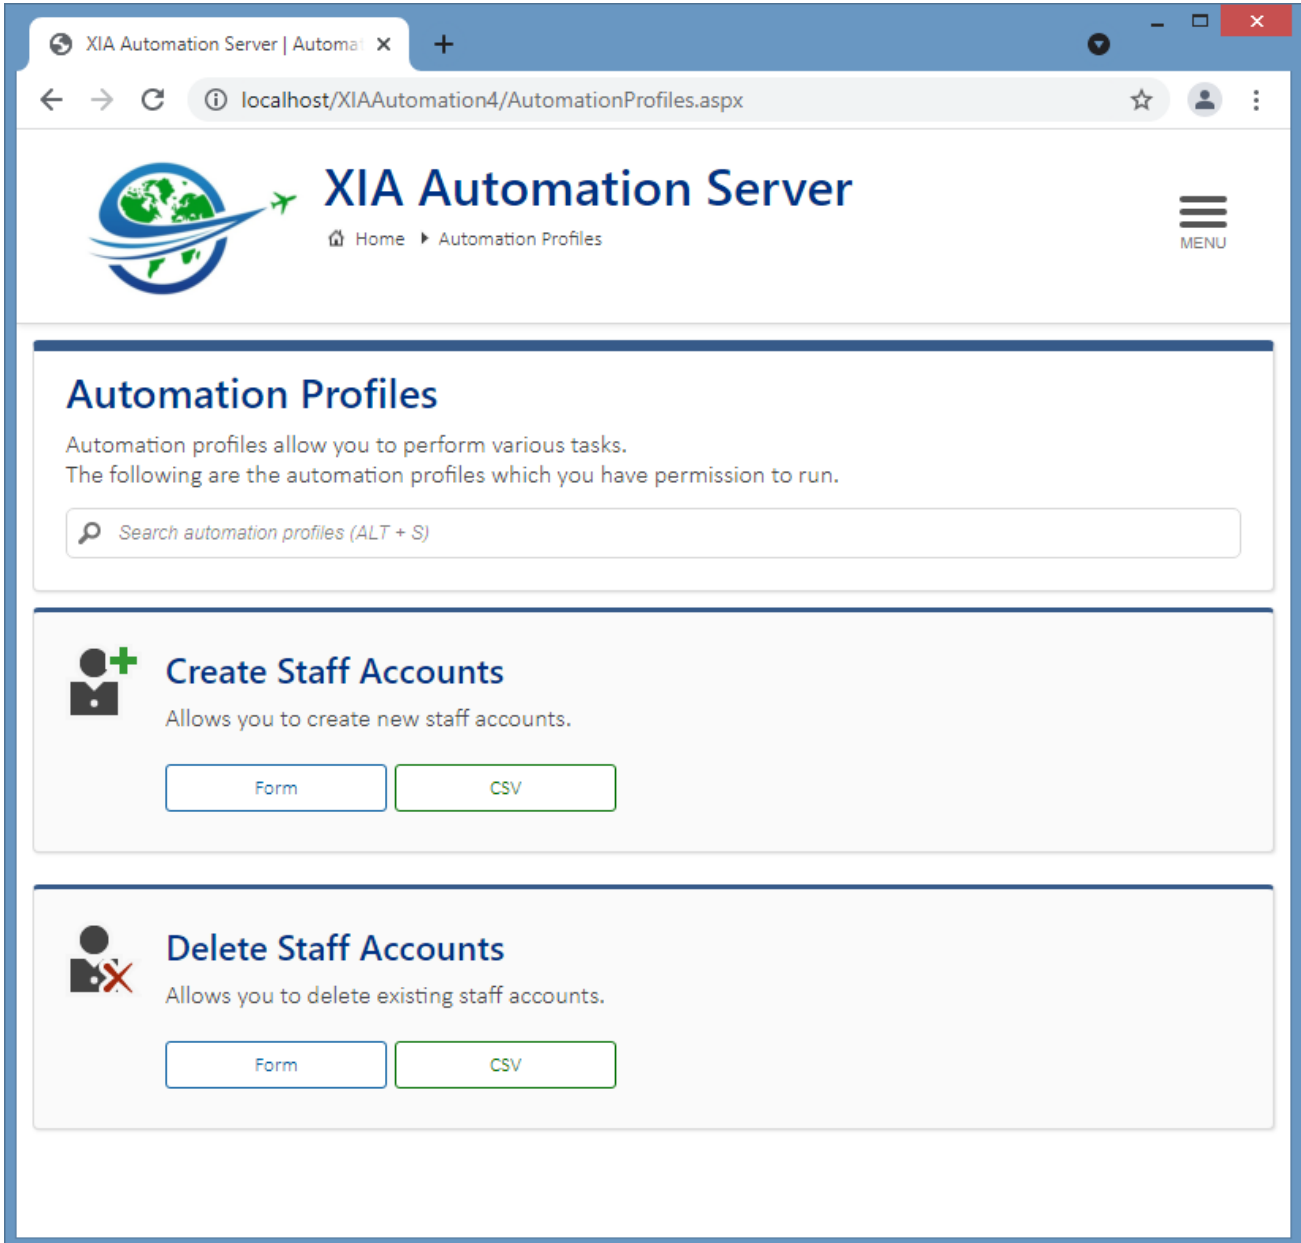 XIA Automation Server | Automat
localhost/XIAAutomation4/AutomationProfiles.aspx
XIA Automation Server
Home Automation Profiles
MENU
Automation Profiles
Automation profiles allow you to perform various tasks.
The following are the automation profiles which you have permission to run.
Search automation profiles (ALT + S)
Create Staff Accounts
Allows you to create new staff accounts.
Form CSV
Delete Staff Accounts
Allows you to delete existing staff accounts.
Form CSV